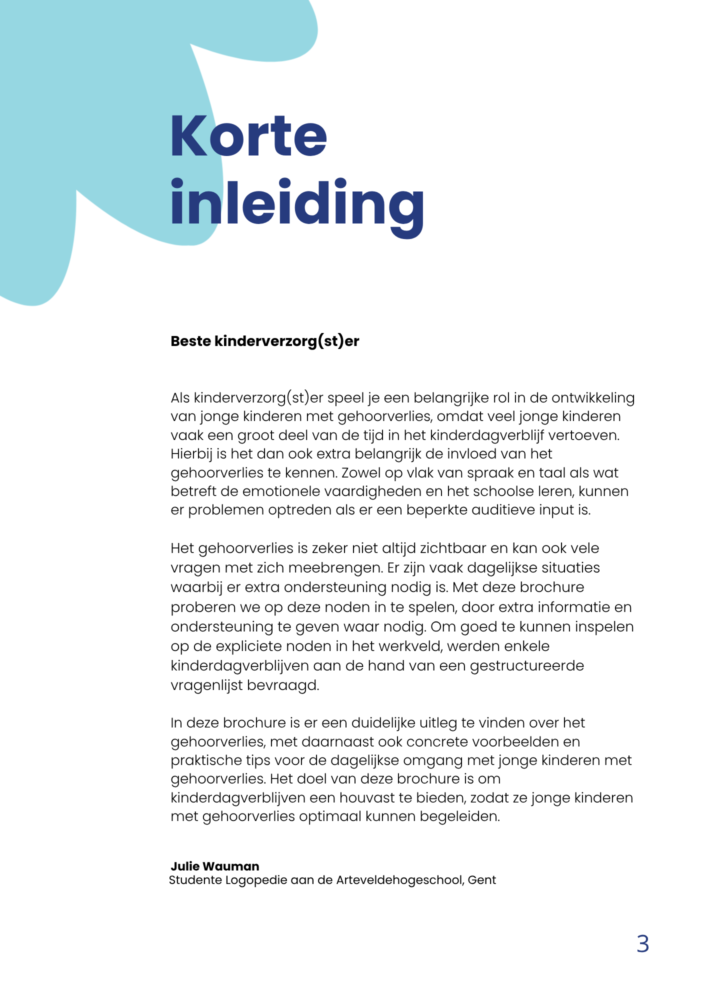 Korte
inleiding
Beste kinderverzorg(st)er
Als kinderverzorg(st)er speel je een belangrijke rol in de ontwikkeling
van jonge kinderen met gehoorverlies, omdat veel jonge kinderen
vaak een groot deel van de tijd in het kinderdagverblijf vertoeven.
Hierbij is het dan ook extra belangrijk de invloed van het
gehoorverlies te kennen. Zowel op vlak van spraak en taal als wat
betreft de emotionele vaardigheden en het schoolse leren, kunnen
er problemen optreden als er een beperkte auditieve input is.
Het gehoorverlies is zeker niet altijd zichtbaar en kan ook vele
vragen met zich meebrengen. Er zijn vaak dagelijkse situaties
waarbij er extra ondersteuning nodig is. Met deze brochure
proberen we op deze noden in te spelen, door extra informatie en
ondersteuning te geven waar nodig. Om goed te kunnen inspelen
op de expliciete noden in het werkveld, werden enkele
kinderdagverblijven aan de hand van een gestructureerde
vragenlijst bevraagd.
In deze brochure is er een duidelijke uitleg te vinden over het
gehoorverlies, met daarnaast ook concrete voorbeelden en
praktische tips voor de dagelijkse omgang met jonge kinderen met
gehoorverlies. Het doel van deze brochure is om
kinderdagverblijven een houvast te bieden, zodat ze jonge kinderen
met gehoorverlies optimaal kunnen begeleiden.
Julie Wauman
Studente Logopedie aan de Arteveldehogeschool, Gent
3